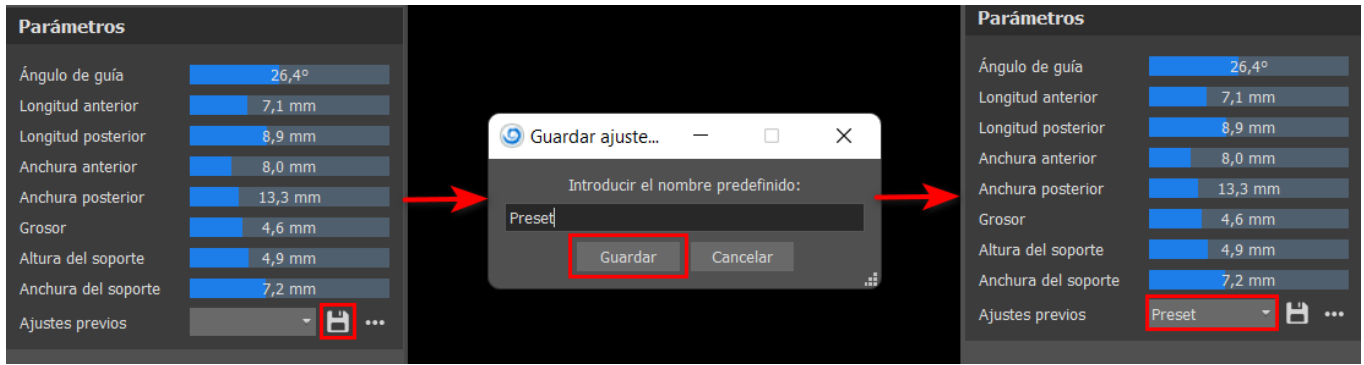 Parámetros
Ángulo de guía 26,4º
Longitud anterior 7,1 mm
Longitud posterior 8,9 mm
Anchura anterior 8,0 mm
Anchura posterior 13,3 mm
Grosor 4,6 mm
Altura del soporte 4,9 mm
Anchura del soporte 7,2 mm
Ajustes previos
Guardar ajuste...
Introducir el nombre predefinido:
Preset
Guardar Cancelar
Parámetros
Ángulo de guía 26,4º
Longitud anterior 7,1 mm
Longitud posterior 8,9 mm
Anchura anterior 8,0 mm
Anchura posterior 13,3 mm
Grosor 4,6 mm
Altura del soporte 4,9 mm
Anchura del soporte 7,2 mm
Ajustes previos Preset